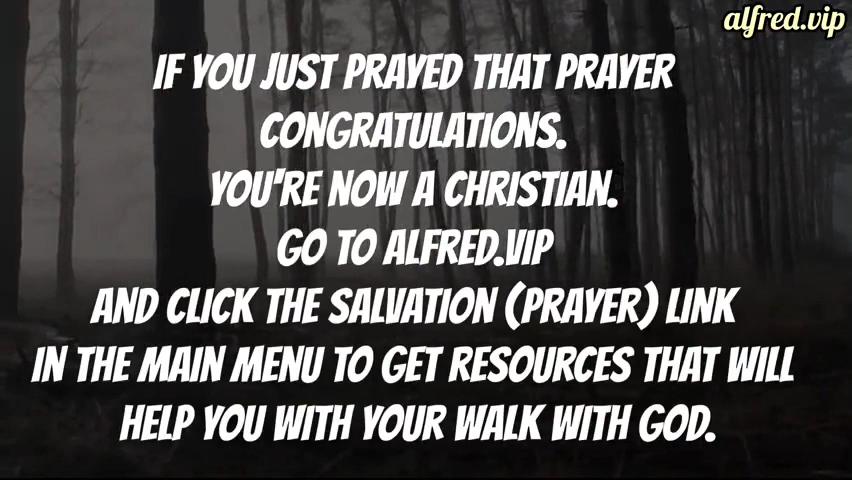 alfred.vip
IF YOU JUST PRAYED THAT PRAYER
CONGRATULATIONS.
YOU'RE NOW A CHRISTIAN.
GO TO ALFRED.VIP
AND CLICK THE SALVATION (PRAYER) LINK
IN THE MAIN MENU TO GET RESOURCES THAT WILL
HELP YOU WITH YOUR WALK WITH GOD.